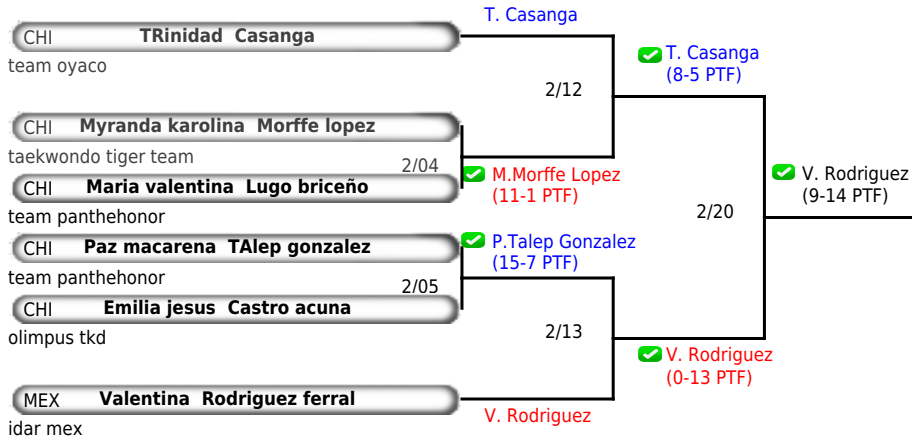 T. Casanga
CHI TRinidad Casanga
team oyaco
T. Casanga
(8-5 PTF)
2/12
CHI Myranda karolina Morffe lopez
taekwondo tiger team
2/04
M.Morffe Lopez
(11-1 PTF)
CHI Maria valentina Lugo briceño
team panthehonor
V. Rodriguez
(9-14 PTF)
2/20
CHI Paz macarena TAlep gonzalez
team panthehonor
P.Talep Gonzalez
(15-7 PTF)
2/05
CHI Emilia jesus Castro acuna
olimpus tkd
2/13
V. Rodriguez
(0-13 PTF)
MEX Valentina Rodriguez ferral
idar mex
V. Rodriguez